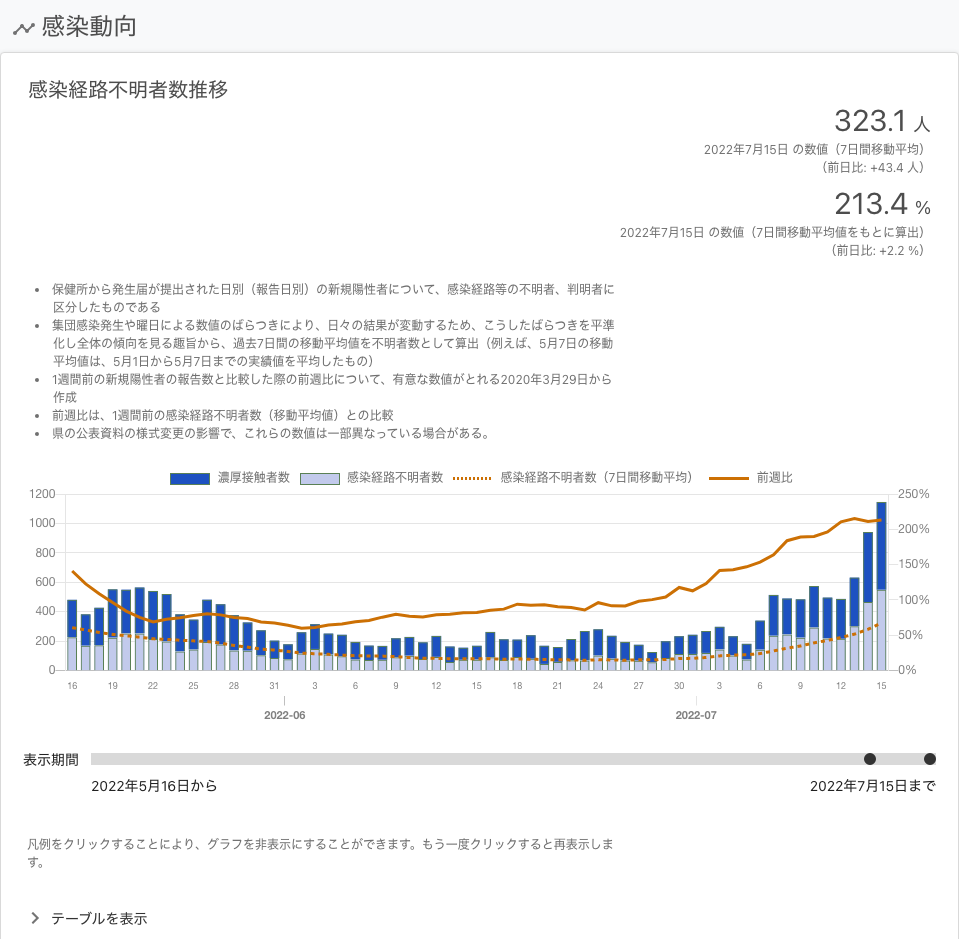 感染動向
感染経路不明者数推移
323.1 人
2022年7月15日 の数値（7日間移動平均）
（前日比: +43.4 人）
213.4 %
2022年7月15日 の数値（7日間移動平均値をもとに算出）
（前日比: +2.2 %）
• 保健所から発生届が提出された日別（報告日別）の新規陽性者について、感染経路等の不明者、判明者に
区分したものである
• 集団感染発生や曜日による数値のばらつきにより、日々の結果が変動するため、こうしたばらつきを平準
化し全体の傾向を見る趣旨から、過去7日間の移動平均値を不明者数として算出（例えば、5月7日の移動
平均値は、5月1日から5月7日までの実績値を平均したもの）
• 1週間前の新規陽性者の報告数と比較した際の前週比について、有意な数値がとれる2020年3月29日から
作成
• 前週比は、1週間前の感染経路不明者数（移動平均値）との比較
• 県の公表資料の様式変更の影響で、これらの数値は一部異なっている場合がある。
濃厚接触者数 感染経路不明者数 感染経路不明者数（7日間移動平均） 前週比
1200 250%
1000 200%
800
600 150%
400 100%
200 50%
0 0%
16 19 22 25 28 31 3 6 9 12 15 18 21 24 27 30 3 6 9 12 15
2022-06 2022-07
表示期間
2022年5月16日から 2022年7月15日まで
凡例をクリックすることにより、グラフを非表示にすることができます。もう一度クリックすると再表示しま
す。
テーブルを表示